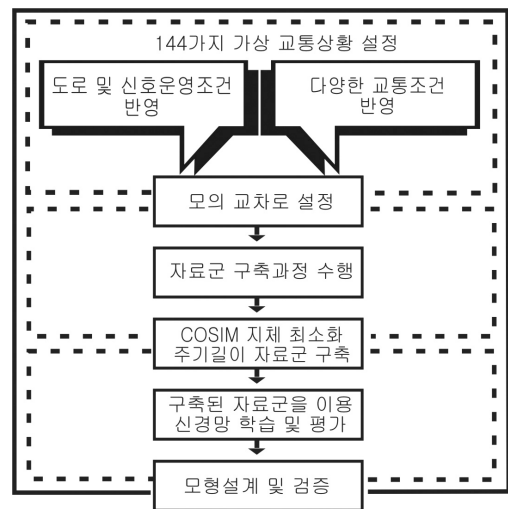 144가지 가상 교통상황 설정
도로 및 신호운영조건
반영
다양한 교통조건
반영
모의 교차로 설정
자료군 구축과정 수행
COSIM 지체 최소화
주기길이 자료군 구축
구축된 자료군을 이용
신경망 학습 및 평가
모형설계 및 검증